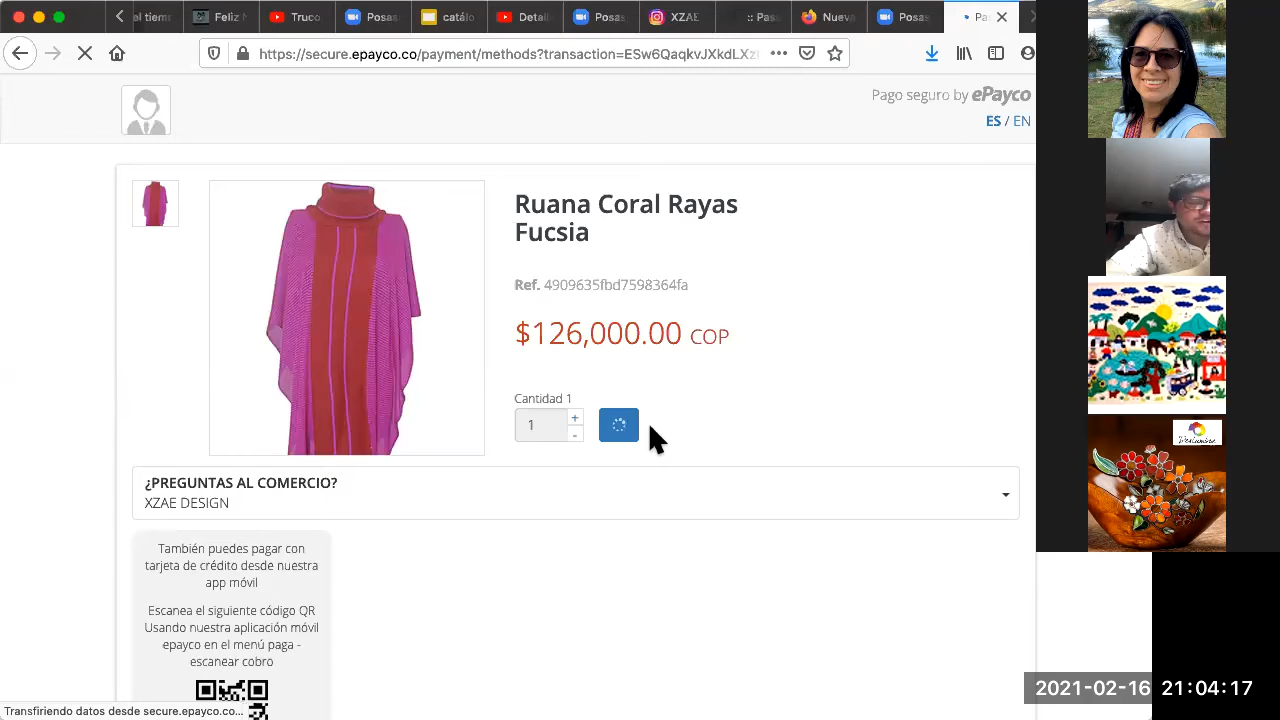 el tiemp
Feliz N
Truco
Posas
catálo
Detall
Posas
XZAE
:: Pas
Nueva
Posas
Pa
https://secure.epayco.co/payment/methods?transaction=ESw6QaqkvJXkdLXz
Pago seguro by ePayco
ES / EN
Ruana Coral Rayas
Fucsia
Ref. 4909635fbd7598364fa
$126,000.00 COP
Cantidad 1
1
+
-
¿PREGUNTAS AL COMERCIO?
XZAE DESIGN
También puedes pagar con
tarjeta de crédito desde nuestra
app móvil
Escanea el siguiente código QR
Usando nuestra aplicación móvil
epayco en el menú paga -
escanear cobro
Transfiriendo datos desde secure.epayco.co...
2021-02-16 21:04:17